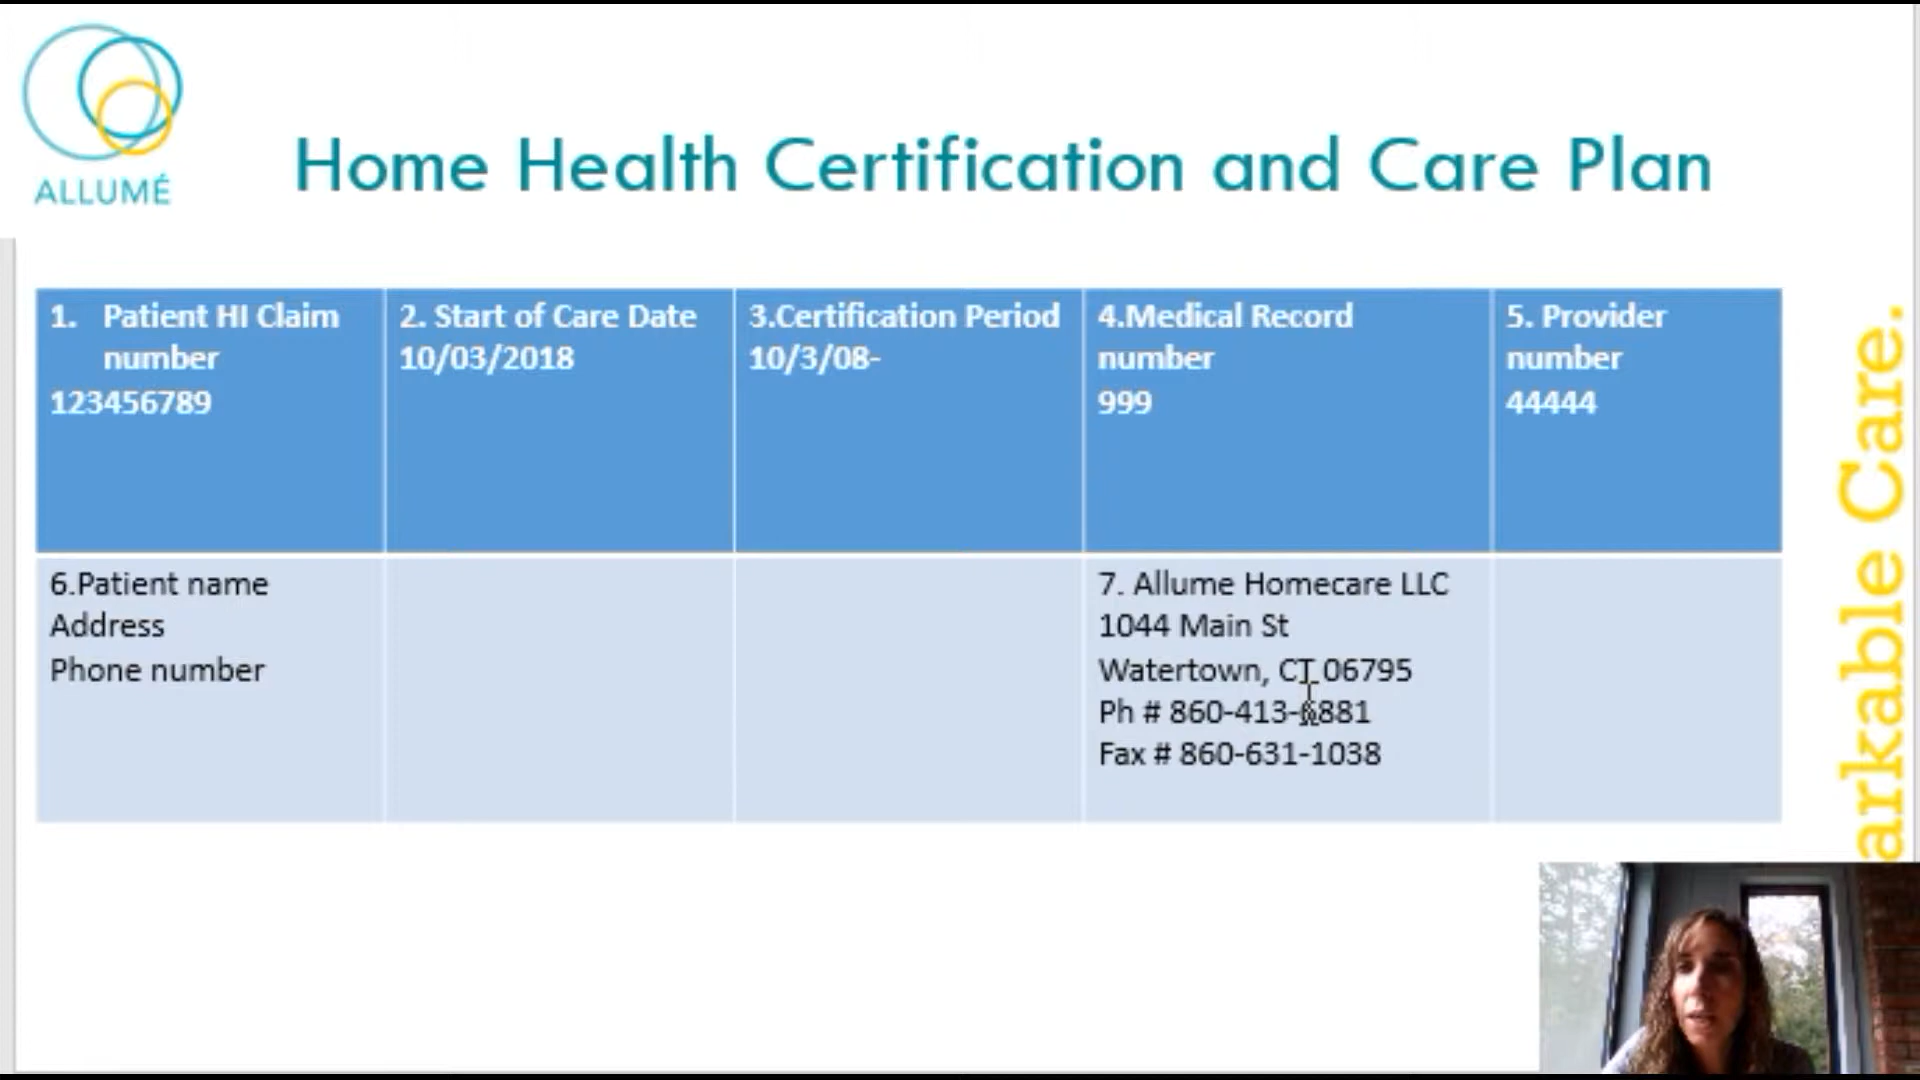 ALLUMÉ
Home Health Certification and Care Plan
1. Patient HI Claim
number
123456789
2. Start of Care Date
10/03/2018
3.Certification Period
10/3/08-
4.Medical Record
number
999
5. Provider
number
44444
6.Patient name
Address
Phone number
7. Allume Homecare LLC
1044 Main St
Watertown, CT 06795
Ph # 860-413-6881
Fax # 860-631-1038
arkable Care.